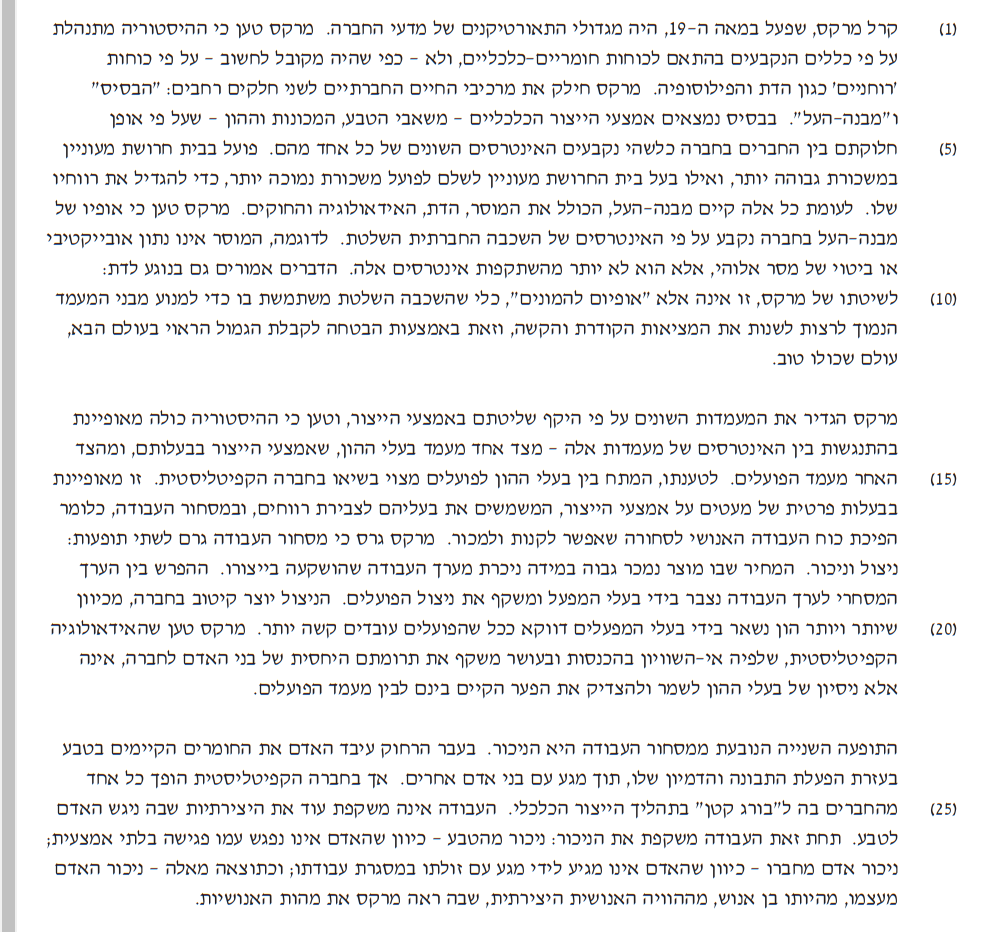 (1) קרל מרקס, שפעל במאה ה-19, היה מגדולי התאורטיקנים של מדעי החברה. מרקס טען כי ההיסטוריה מתנהלת
על פי כללים הנקבעים בהתאם לכוחות חומריים-כלכליים, ולא - כפי שהיה מקובל לחשוב - על פי כוחות
'רוחניים' כגון הדת והפילוסופיה. מרקס חילק את מרכיבי החיים החברתיים לשני חלקים רחבים: "הבסיס"
ו"מבנה-העל". בבסיס נמצאים אמצעי הייצור הכלכליים - משאבי הטבע, המכונות וההון - שעל פי אופן
(5) חלוקתם בין החברים בחברה כלשהי נקבעים האינטרסים השונים של כל אחד מהם. פועל בבית חרושת מעוניין
במשכורת גבוהה יותר, ואילו בעל בית החרושת מעוניין לשלם לפועל משכורת נמוכה יותר, כדי להגדיל את רווחיו
שלו. לעומת כל אלה קיים מבנה-העל, הכולל את המוסר, הדת, האידאולוגיה והחוקים. מרקס טען כי אופיו של
מבנה-העל בחברה נקבע על פי האינטרסים של השכבה החברתית השלטת. לדוגמה, המוסר אינו נתון אובייקטיבי
או ביטוי של מסר אלוהי, אלא הוא לא יותר מהשתקפות אינטרסים אלה. הדברים אמורים גם בנוגע לדת:
(10) לשיטתו של מרקס, זו אינה אלא "אופיום להמונים", כלי שהשכבה השלטת משתמשת בו כדי למנוע מבני המעמד
הנמוך לרצות לשנות את המציאות הקודרת והקשה, וזאת באמצעות הבטחה לקבלת הגמול הראוי בעולם הבא,
עולם שכולו טוב.
מרקס הגדיר את המעמדות השונים על פי היקף שליטתם באמצעי הייצור, וטען כי ההיסטוריה כולה מאופיינת
בהתנגשות בין האינטרסים של מעמדות אלה - מצד אחד מעמד בעלי ההון, שאמצעי הייצור בבעלותם, ומהצד
(15) האחר מעמד הפועלים. לטענתו, המתח בין בעלי ההון לפועלים מצוי בשיאו בחברה הקפיטליסטית. זו מאופיינת
בבעלות פרטית של מעטים על אמצעי הייצור, המשמשים את בעליהם לצבירת רווחים, ובמסחור העבודה, כלומר
הפיכת כוח העבודה האנושי לסחורה שאפשר לקנות ולמכור. מרקס גרס כי מסחור העבודה גרם לשתי תופעות:
ניצול וניכור. המחיר שבו מוצר נמכר גבוה במידה ניכרת מערך העבודה שהושקעה בייצורו. ההפרש בין הערך
המסחרי לערך העבודה נצבר בידי בעלי המפעל ומשקף את ניצול הפועלים. הניצול יוצר קיטוב בחברה, מכיוון
(20) שיותר ויותר הון נשאר בידי בעלי המפעלים דווקא ככל שהפועלים עובדים קשה יותר. מרקס טען שהאידאולוגיה
הקפיטליסטית, שלפיה אי-השוויון בהכנסות ובעושר משקף את תרומתם היחסית של בני האדם לחברה, אינה
אלא ניסיון של בעלי ההון לשמר ולהצדיק את הפער הקיים בינם לבין מעמד הפועלים.
התופעה השנייה הנובעת ממסחור העבודה היא הניכור. בעבר הרחוק עיבד האדם את החומרים הקיימים בטבע
בעזרת הפעלת התבונה והדמיון שלו, תוך מגע עם בני אדם אחרים. אך בחברה הקפיטליסטית הופך כל אחד
(25) מהחברים בה ל"בורג קטן" בתהליך הייצור הכלכלי. העבודה אינה משקפת עוד את היצירתיות שבה ניגש האדם
לטבע. תחת זאת העבודה משקפת את הניכור: ניכור מהטבע - כיוון שהאדם אינו נפגש עמו פגישה בלתי אמצעית;
ניכור אדם מחברו - כיוון שהאדם אינו מגיע לידי מגע עם זולתו במסגרת עבודתו; וכתוצאה מאלה - ניכור האדם
מעצמו, מהיותו בן אנוש, מההוויה האנושית היצירתית, שבה ראה מרקס את מהות האנושיות.